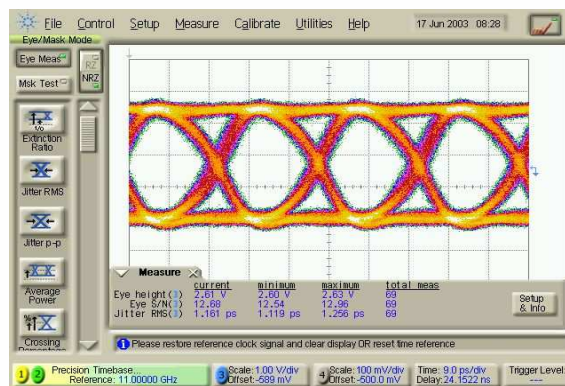 File Control Setup Measure Calibrate Utilities Help 17 Jun 2003 08:28
Eye/Mask Mode
Eye Meas
RZ
NRZ
Msk Test
Extinction
Ratio
Jitter RMS
Jitter p-p
Average
Power
Crossing
Percentage
Measure
current minimum maximum total meas
Eye height(3) 2.61 V 2.60 V 2.63 V 69
Eye S/N(3) 12.68 12.54 12.96 69
Jitter RMS(3) 1.161 ps 1.119 ps 1.256 ps 69
Setup
& Info
Please restore reference clock signal and clear display OR reset time reference
1 2 Precision Timebase...
Reference: 11.00000 GHz
3 Scale: 1.00 V/div
Offset:-589 mV
4 Scale: 100 mV/div
Offset:-500.0 mV
Time: 9.0 ps/div
Delay:24.1522 ns
Trigger Level:
---